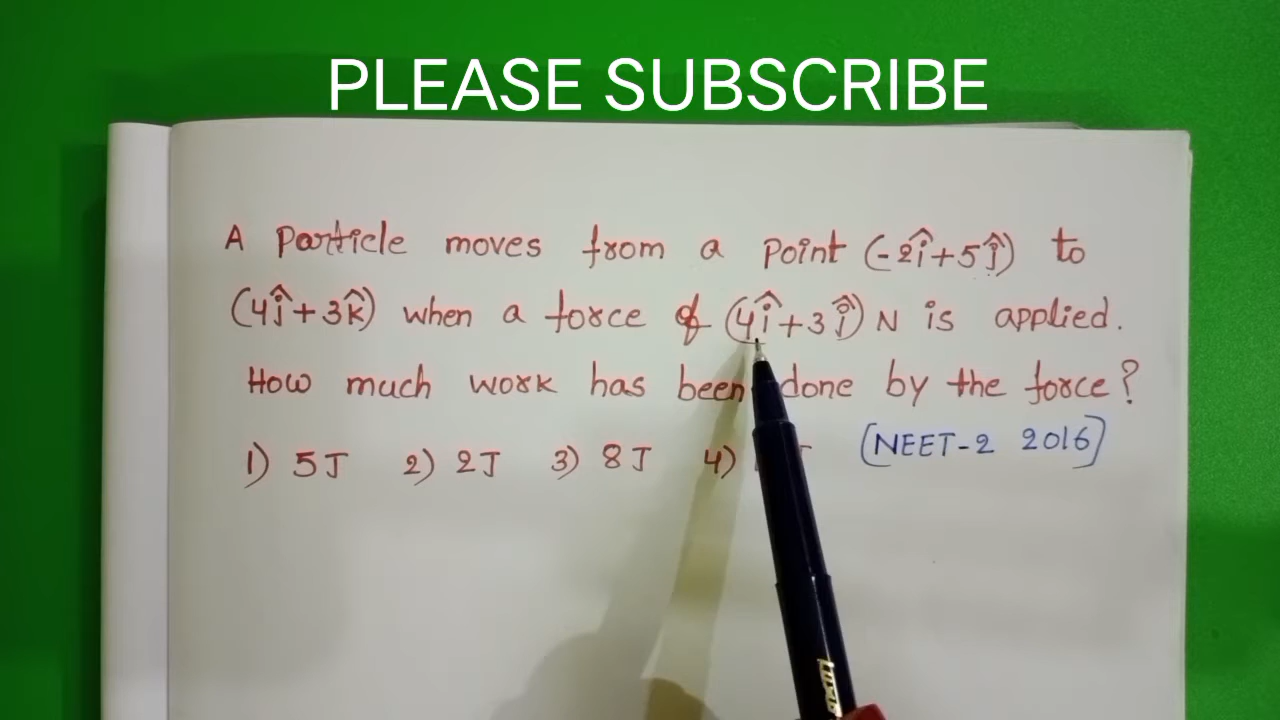 PLEASE SUBSCRIBE
A Particle moves from a point (-2î+5ĵ) to
(4ĵ+3k̂) when a force of (4î+3ĵ) N is applied.
How much work has been done by the force?
1) 5J 2) 2J 3) 8J 4)
(NEET-2 2016)